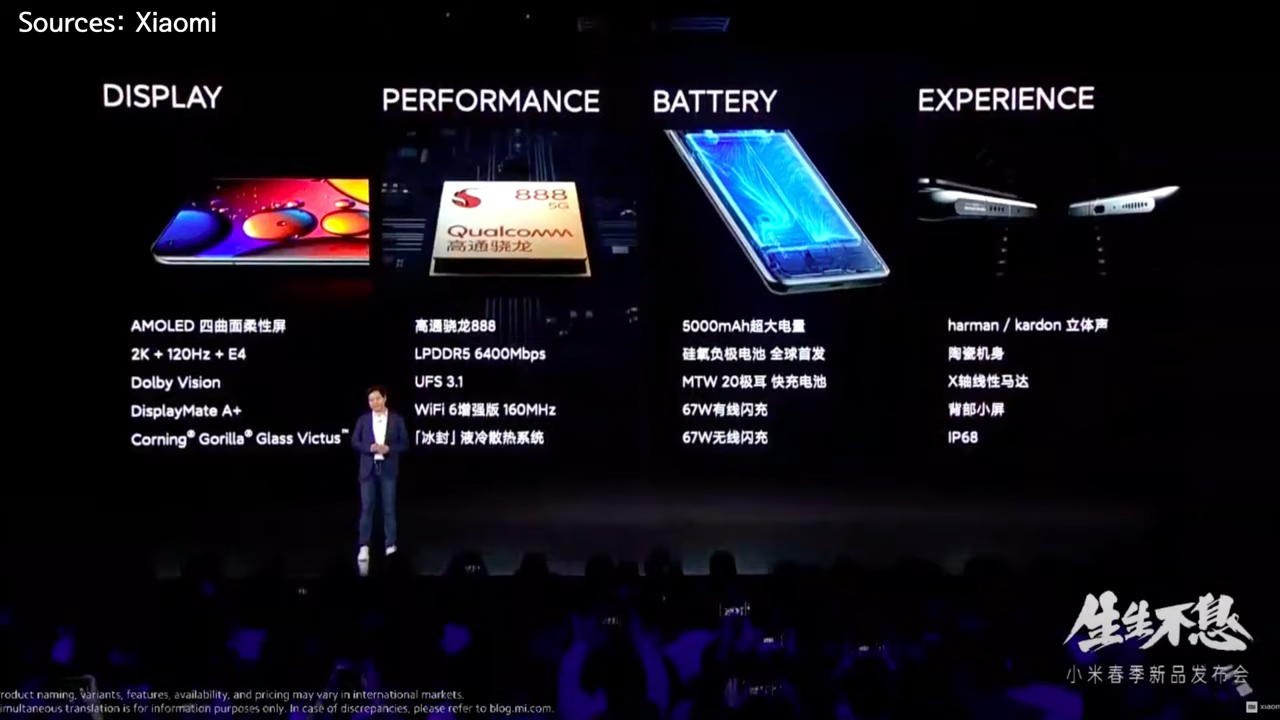 Sources: Xiaomi
DISPLAY
AMOLED 四曲面柔性屏
2K + 120Hz + E4
Dolby Vision
DisplayMate A+
Corning® Gorilla® Glass Victus™
PERFORMANCE
888
5G
Qualcomm
高通骁龙
高通骁龙888
LPDDR5 6400Mbps
UFS 3.1
WiFi 6增强版 160MHz
「冰封」液冷散热系统
BATTERY
5000mAh超大电量
硅氧负极电池 全球首发
MTW 20极耳 快充电池
67W有线闪充
67W无线闪充
EXPERIENCE
harman / kardon 立体声
陶瓷机身
X轴线性马达
背部小屏
IP68
生生不息
小米春季新品发布会
roduct naming, variants, features, availability, and pricing may vary in international markets.
imultaneous translation is for information purposes only. In case of discrepancies, please refer to blog.mi.com.
mi xiaom